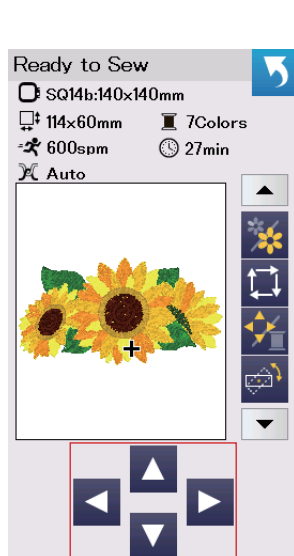 Ready to Sew
SQ14b:140x140mm
114x60mm 7Colors
600spm 27min
Auto